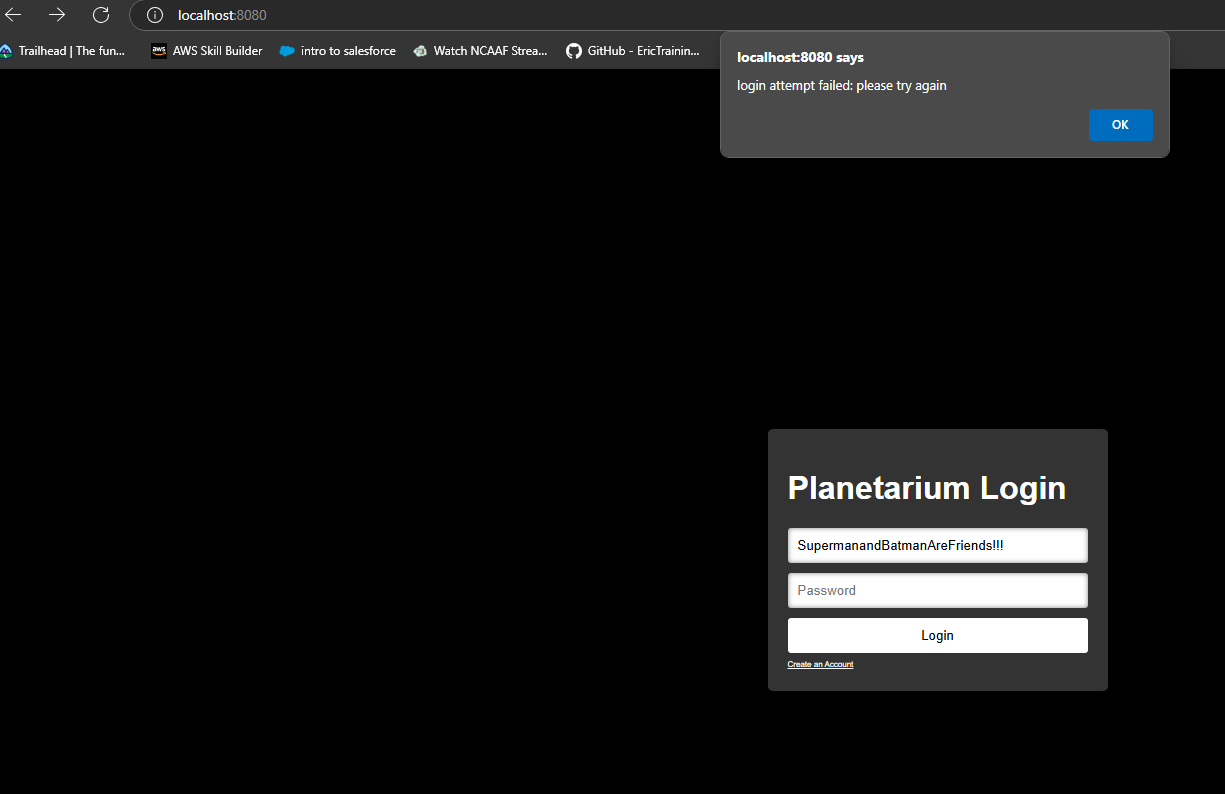 localhost:8080
Trailhead | The fun...
aws AWS Skill Builder
intro to salesforce
Watch NCAAF Strea...
GitHub - EricTrainin...
localhost:8080 says
login attempt failed: please try again
OK
Planetarium Login
SupermanandBatmanAreFriends!!!
Password
Login
Create an Account